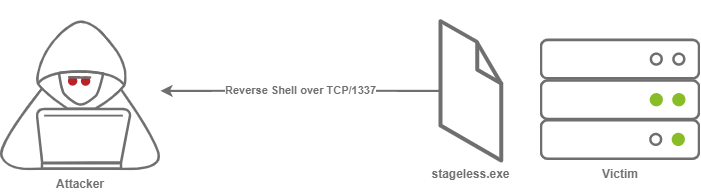 Reverse Shell over TCP/1337
stageless.exe
Victim
Attacker